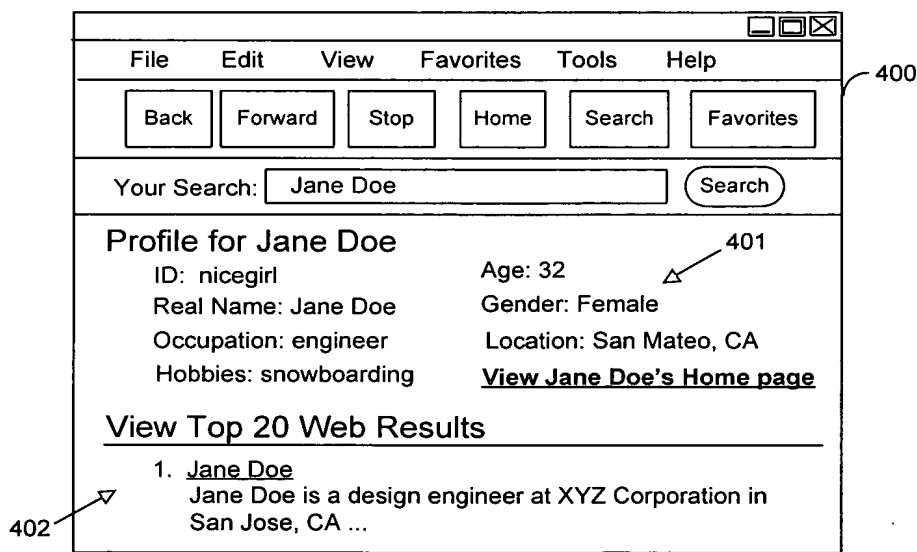 File Edit View Favorites Tools Help
400
Back Forward Stop Home Search Favorites
Your Search: Jane Doe Search
Profile for Jane Doe
401
ID: nicegirl
Age: 32
Real Name: Jane Doe
Gender: Female
Occupation: engineer
Location: San Mateo, CA
Hobbies: snowboarding
View Jane Doe's Home page
View Top 20 Web Results
1. Jane Doe
Jane Doe is a design engineer at XYZ Corporation in
San Jose, CA ...
402